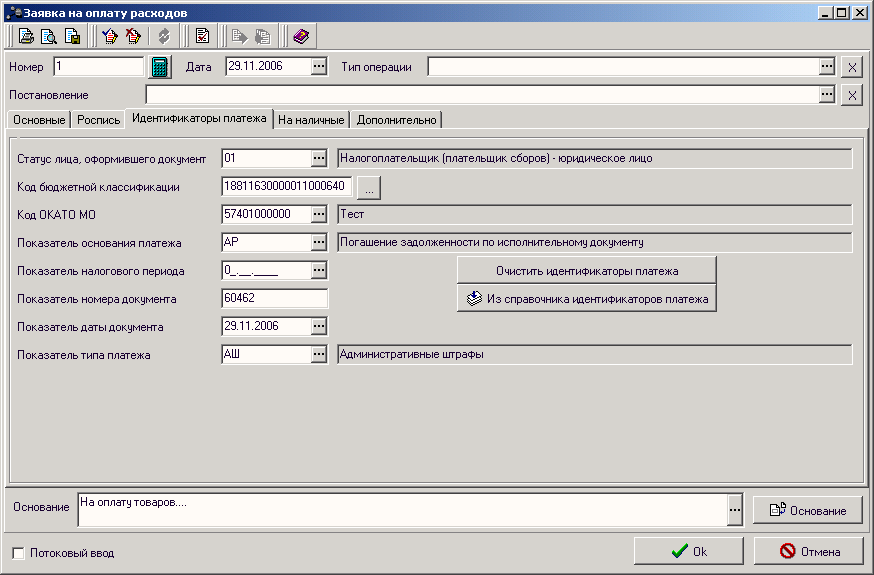 Заявка на оплату расходов
Номер 1 Дата 29.11.2006 ... Тип операции ... X
Постановление ... X
Основные Роспись Идентификаторы платежа На наличные Дополнительно
Статус лица, оформившего документ 01 ... Налогоплательщик (плательщик сборов) - юридическое лицо
Код бюджетной классификации 18811630000011000640 ...
Код ОКАТО МО 57401000000 ... Тест
Показатель основания платежа АР ... Погашение задолженности по исполнительному документу
Показатель налогового периода 0_.__.____ ... Очистить идентификаторы платежа
Показатель номера документа 60462 Из справочника идентификаторов платежа
Показатель даты документа 29.11.2006 ...
Показатель типа платежа АШ ... Административные штрафы
Основание На оплату товаров.... ... Основание
Потоковый ввод Ok Отмена